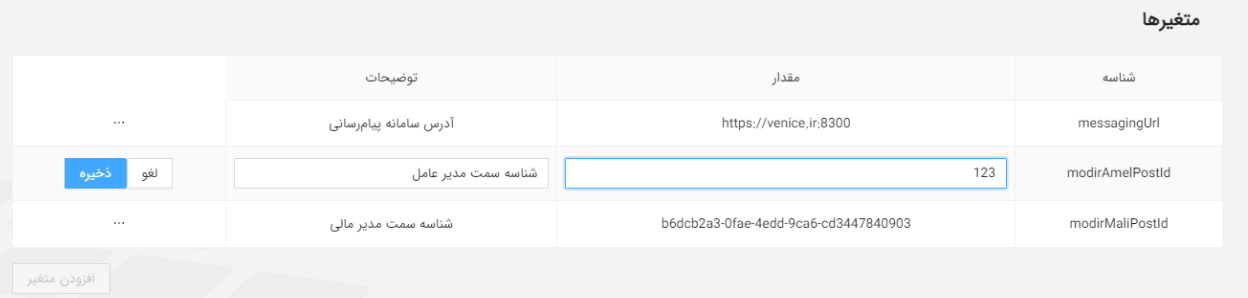 متغیرها
شناسه مقدار توضیحات
messagingUrl https://venice.ir:8300 آدرس سامانه پیام‌رسانی ...
modirAmelPostId 123 شناسه سمت مدیر عامل لغو ذخیره
modirMaliPostId b6dcb2a3-0fae-4edd-9ca6-cd3447840903 شناسه سمت مدیر مالی ...
افزودن متغیر